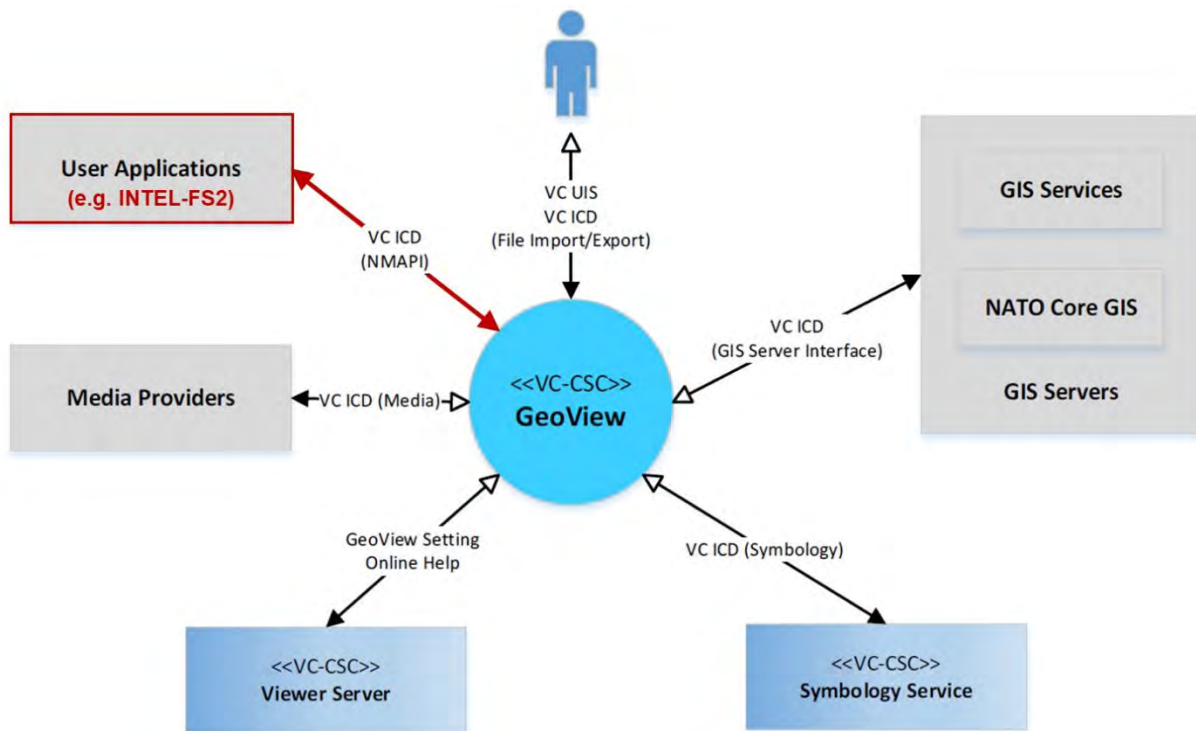 User Applications
(e.g. INTEL-FS2)
VC UIS
VC ICD
(File Import/Export)
GIS Services
VC ICD
(NMAPI)
NATO Core GIS
VC ICD
(GIS Server Interface)
GIS Servers
Media Providers
VC ICD (Media)
<<VC-CSC>>
GeoView
GeoView Setting
Online Help
VC ICD (Symbology)
<<VC-CSC>>
Viewer Server
<<VC-CSC>>
Symbology Service